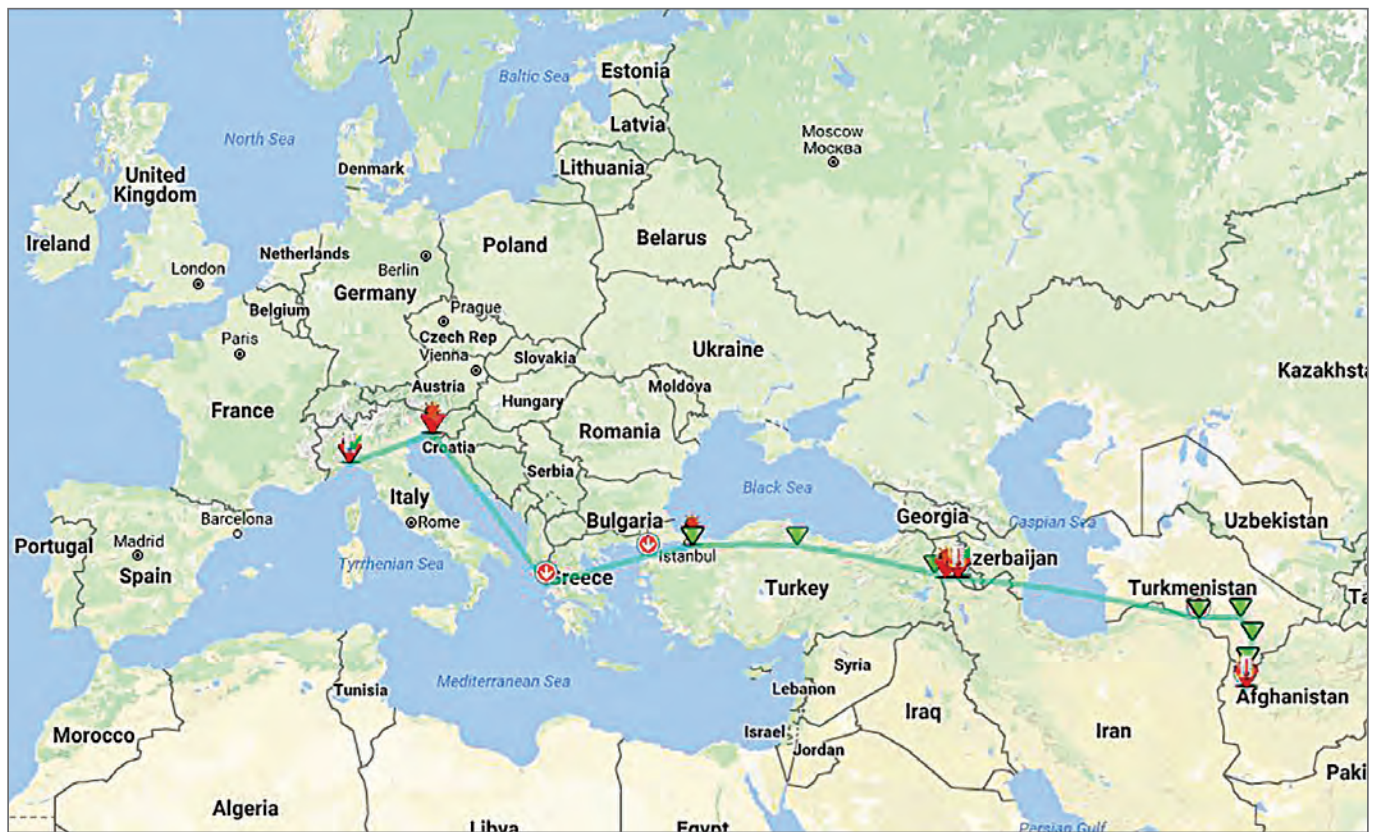 Estonia
Baltic Sea
Latvia
North Sea
Moscow
Москва
Denmark
Lithuania
United
Kingdom
Ireland
Netherlands
Poland
Belarus
London
Berlin
Germany
Belgium
Prague
Paris
Czech Rep
Vienna
Slovakia
Ukraine
Kazakhsta
Austria
Moldova
Hungary
France
Romania
Croatia
Serbia
Black Sea
Italy
Georgia
Caspian Sea
Uzbekistan
Barcelona
Rome
Bulgaria
Portugal
Madrid
Istanbul
zerbaijan
Tyrrhenian Sea
Spain
Greece
Turkey
Turkmenistan
Ta
Syria
Mediterranean Sea
Tunisia
Lebanon
Afghanistan
Iraq
Morocco
Israel
Iran
Jordan
Paki
Algeria
Libya
Egypt
Persian Gulf